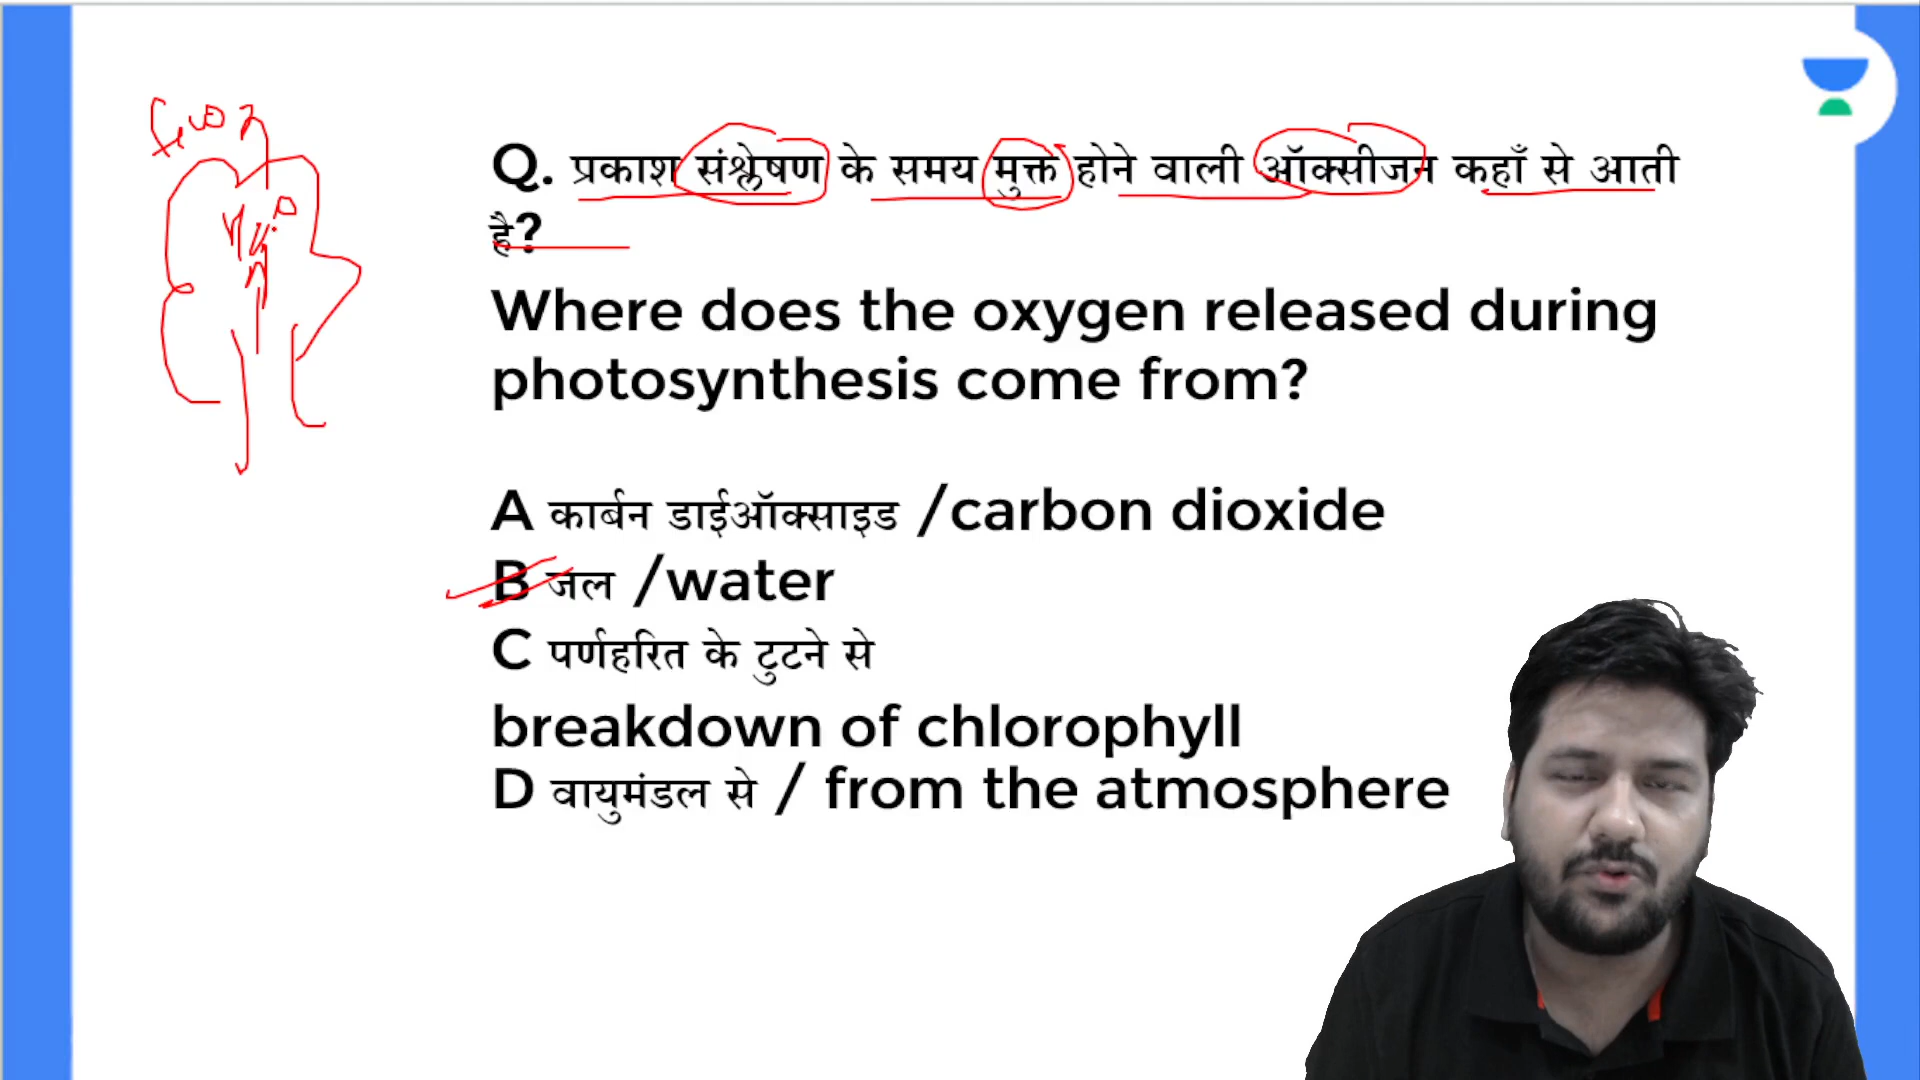 Q. प्रकाश संश्लेषण के समय मुक्त होने वाली ऑक्सीजन कहाँ से आती
है?
Where does the oxygen released during
photosynthesis come from?
A कार्बन डाईऑक्साइड /carbon dioxide
B जल /water
C पर्णहरित के टुटने से
breakdown of chlorophyll
D वायुमंडल से / from the atmosphere